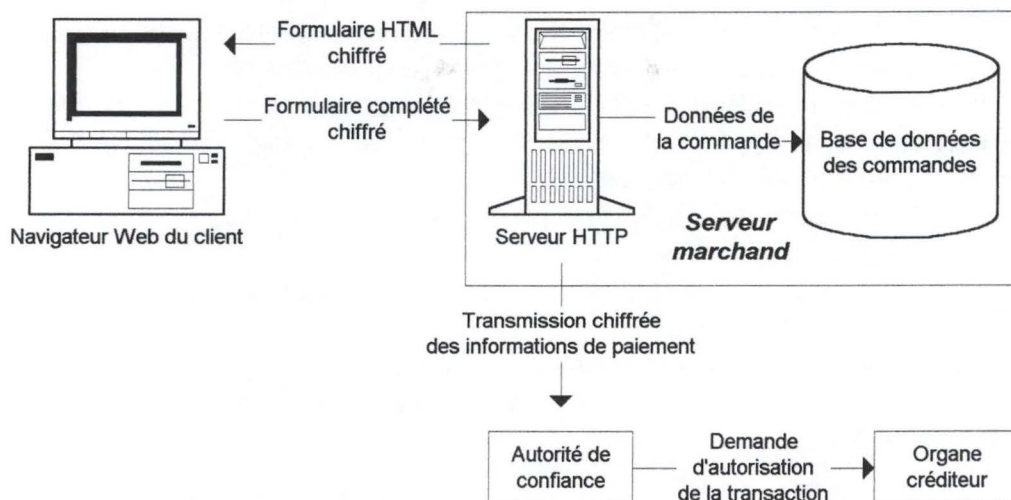 Formulaire HTML
chiffré
Formulaire complété
chiffré
Navigateur Web du client
Serveur HTTP
Données de
la commande
Base de données
des commandes
Serveur
marchand
Transmission chiffrée
des informations de paiement
Autorité de
confiance
Demande
d'autorisation
de la transaction
Organe
créditeur